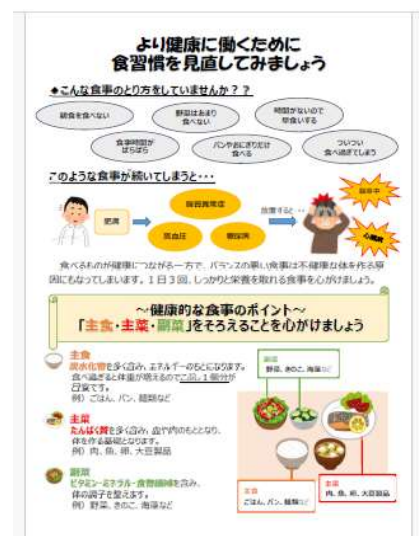 より健康に働くために
食習慣を見直してみましょう
◆こんな食事のとり方をしていませんか？？
朝食を食べない
野菜はあまり
食べない
時間がないので
早食いする
食事時間が
ばらばら
パンやおにぎりだけ
食べる
ついつい
食べ過ぎてしまう
このような食事が続いてしまうと・・・
肥満
脂質異常症
高血圧
糖尿病
放置すると・・
脳卒中
心臓病
食べるものが健康につながる一方で、バランスの悪い食事は不健康な体を作る原
因にもなってしまいます。１日３回、しっかりと栄養を取れる食事を心がけましょう。
～健康的な食事のポイント～
「主食・主菜・副菜」をそろえることを心がけましょう
主食
炭水化物を多く含み、エネルギーのもとになります。
食べ過ぎると体重が増えるのでこぶし１個分が
目安です。
例）ごはん、パン、麺類など
主菜
たんぱく質を多く含み、血や肉のもととなり、
体を作る基礎となります。
例）肉、魚、卵、大豆製品
副菜
ビタミン・ミネラル・食物繊維を含み、
体の調子を整えます。
例）野菜、きのこ、海藻など
副菜
野菜、きのこ、海藻など
主食
ごはん、パン、麺類など
主菜
肉、魚、卵、大豆製品